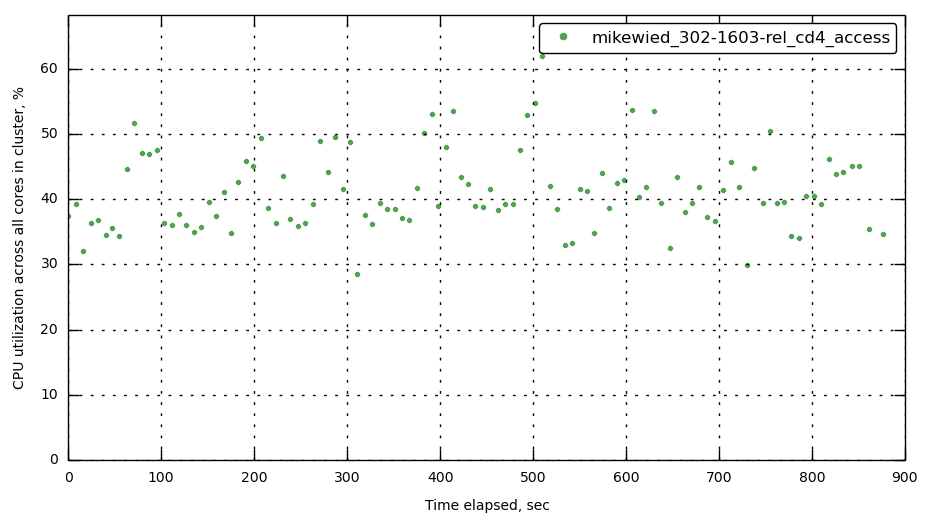 mikewied_302-1603-rel_cd4_access
CPU utilization across all cores in cluster, %
60
50
40
30
20
10
0
0 100 200 300 400 500 600 700 800 900
Time elapsed, sec